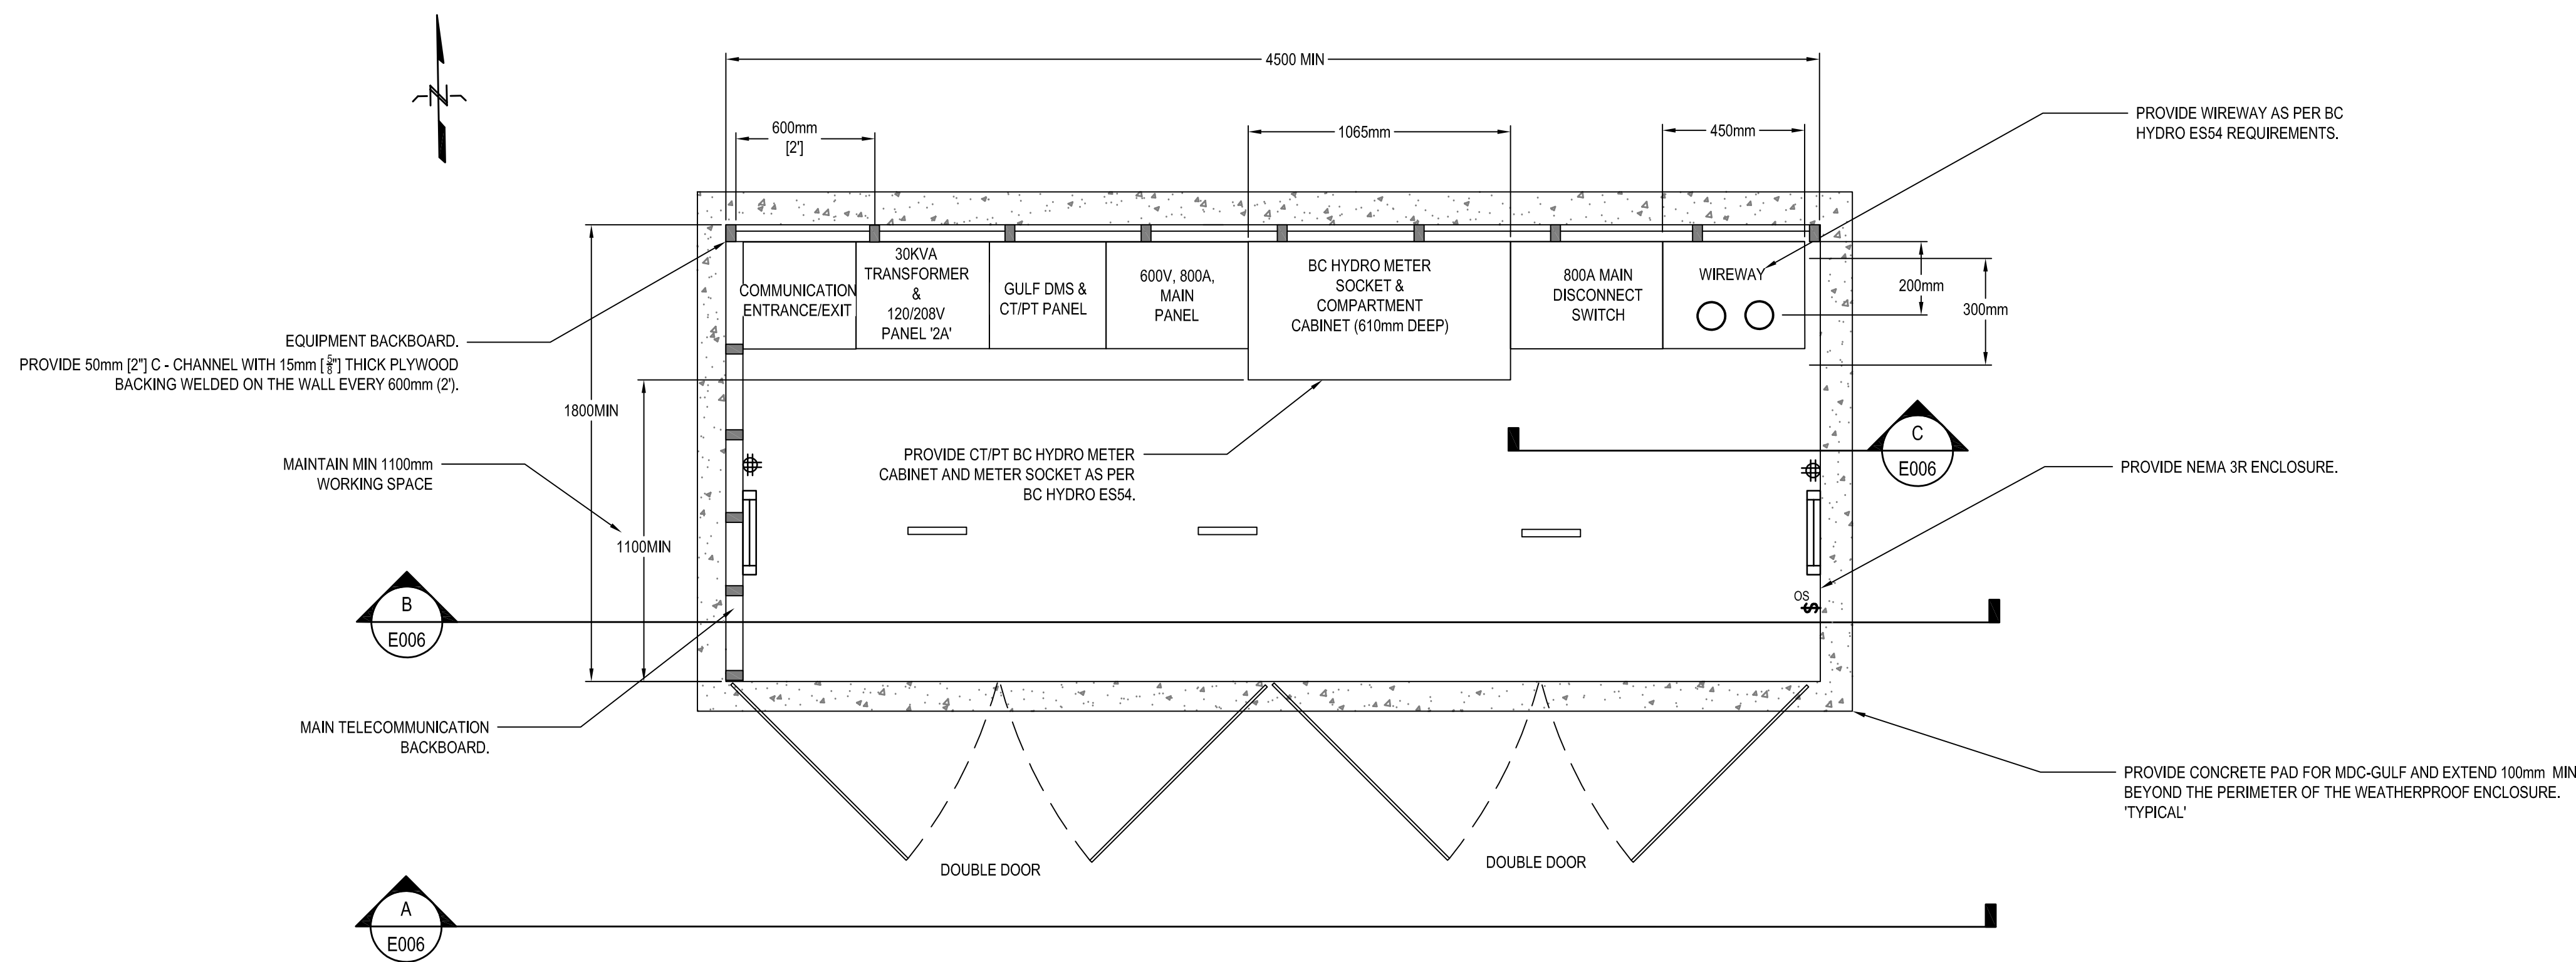 N
4500 MIN
600mm
[2']
1065mm
450mm
PROVIDE WIREWAY AS PER BC
HYDRO ES54 REQUIREMENTS.
COMMUNICATION
ENTRANCE/EXIT
30KVA
TRANSFORMER
&
120/208V
PANEL '2A'
GULF DMS &
CT/PT PANEL
600V, 800A,
MAIN
PANEL
BC HYDRO METER
SOCKET &
COMPARTMENT
CABINET (610mm DEEP)
800A MAIN
DISCONNECT
SWITCH
WIREWAY
200mm
300mm
EQUIPMENT BACKBOARD.
PROVIDE 50mm [2"] C - CHANNEL WITH 15mm [5/8"] THICK PLYWOOD
BACKING WELDED ON THE WALL EVERY 600mm (2').
1800MIN
MAINTAIN MIN 1100mm
WORKING SPACE
1100MIN
PROVIDE CT/PT BC HYDRO METER
CABINET AND METER SOCKET AS PER
BC HYDRO ES54.
C
E006
PROVIDE NEMA 3R ENCLOSURE.
OS
$
B
E006
MAIN TELECOMMUNICATION
BACKBOARD.
PROVIDE CONCRETE PAD FOR MDC-GULF AND EXTEND 100mm MIN
BEYOND THE PERIMETER OF THE WEATHERPROOF ENCLOSURE.
'TYPICAL'
DOUBLE DOOR
DOUBLE DOOR
A
E006